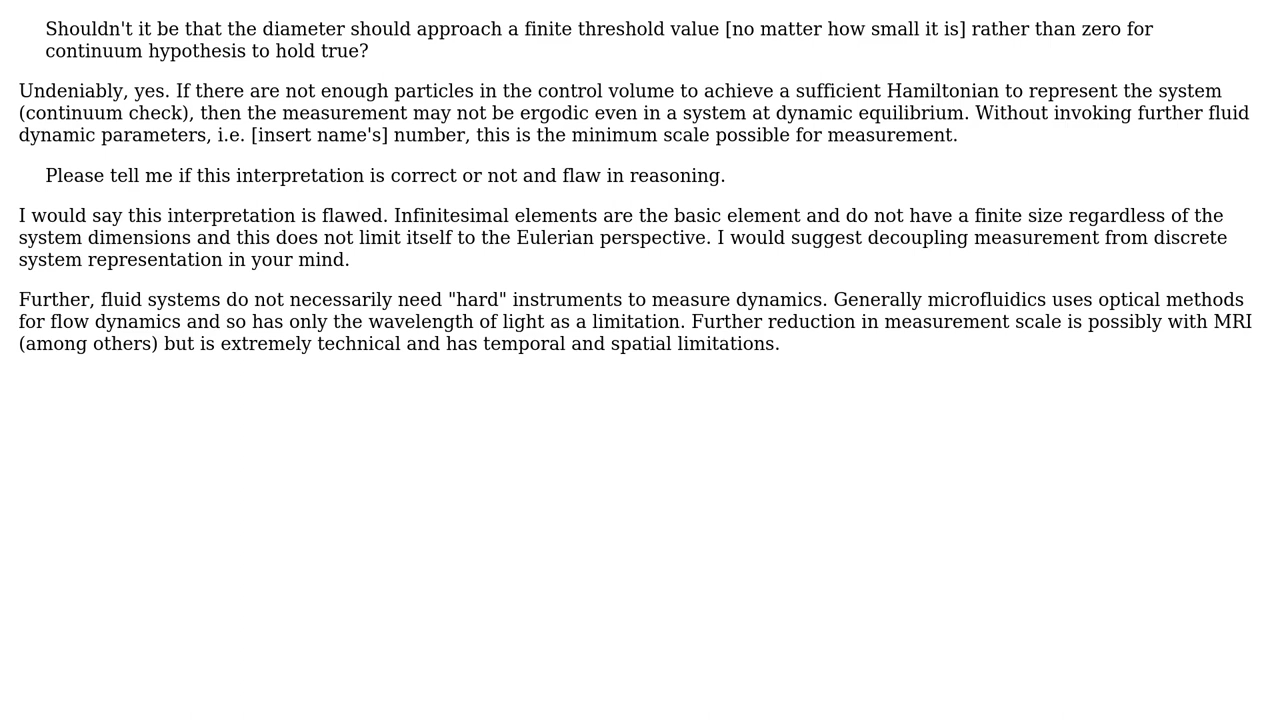 Shouldn't it be that the diameter should approach a finite threshold value [no matter how small it is] rather than zero for
continuum hypothesis to hold true?
Undeniably, yes. If there are not enough particles in the control volume to achieve a sufficient Hamiltonian to represent the system
(continuum check), then the measurement may not be ergodic even in a system at dynamic equilibrium. Without invoking further fluid
dynamic parameters, i.e. [insert name's] number, this is the minimum scale possible for measurement.
Please tell me if this interpretation is correct or not and flaw in reasoning.
I would say this interpretation is flawed. Infinitesimal elements are the basic element and do not have a finite size regardless of the
system dimensions and this does not limit itself to the Eulerian perspective. I would suggest decoupling measurement from discrete
system representation in your mind.
Further, fluid systems do not necessarily need "hard" instruments to measure dynamics. Generally microfluidics uses optical methods
for flow dynamics and so has only the wavelength of light as a limitation. Further reduction in measurement scale is possibly with MRI
(among others) but is extremely technical and has temporal and spatial limitations.